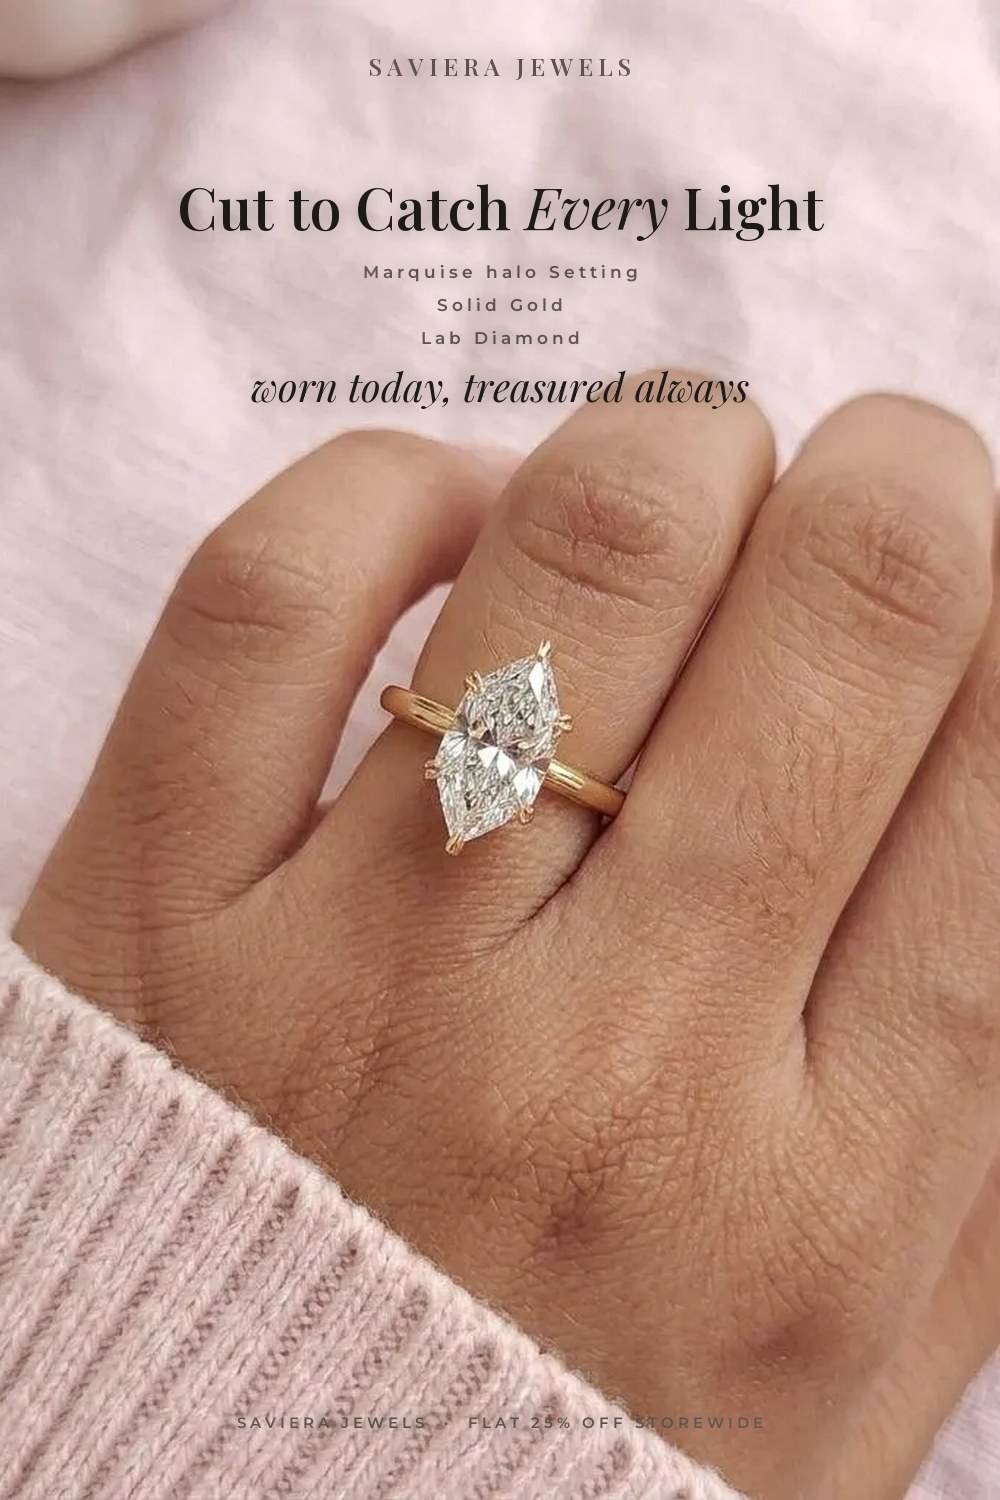 SAVIERA JEWELS
Cut to Catch Every Light
Marquise halo Setting
Solid Gold
Lab Diamond
worn today, treasured always
SAVIERA JEWELS · FLAT 25% OFF STOREWIDE